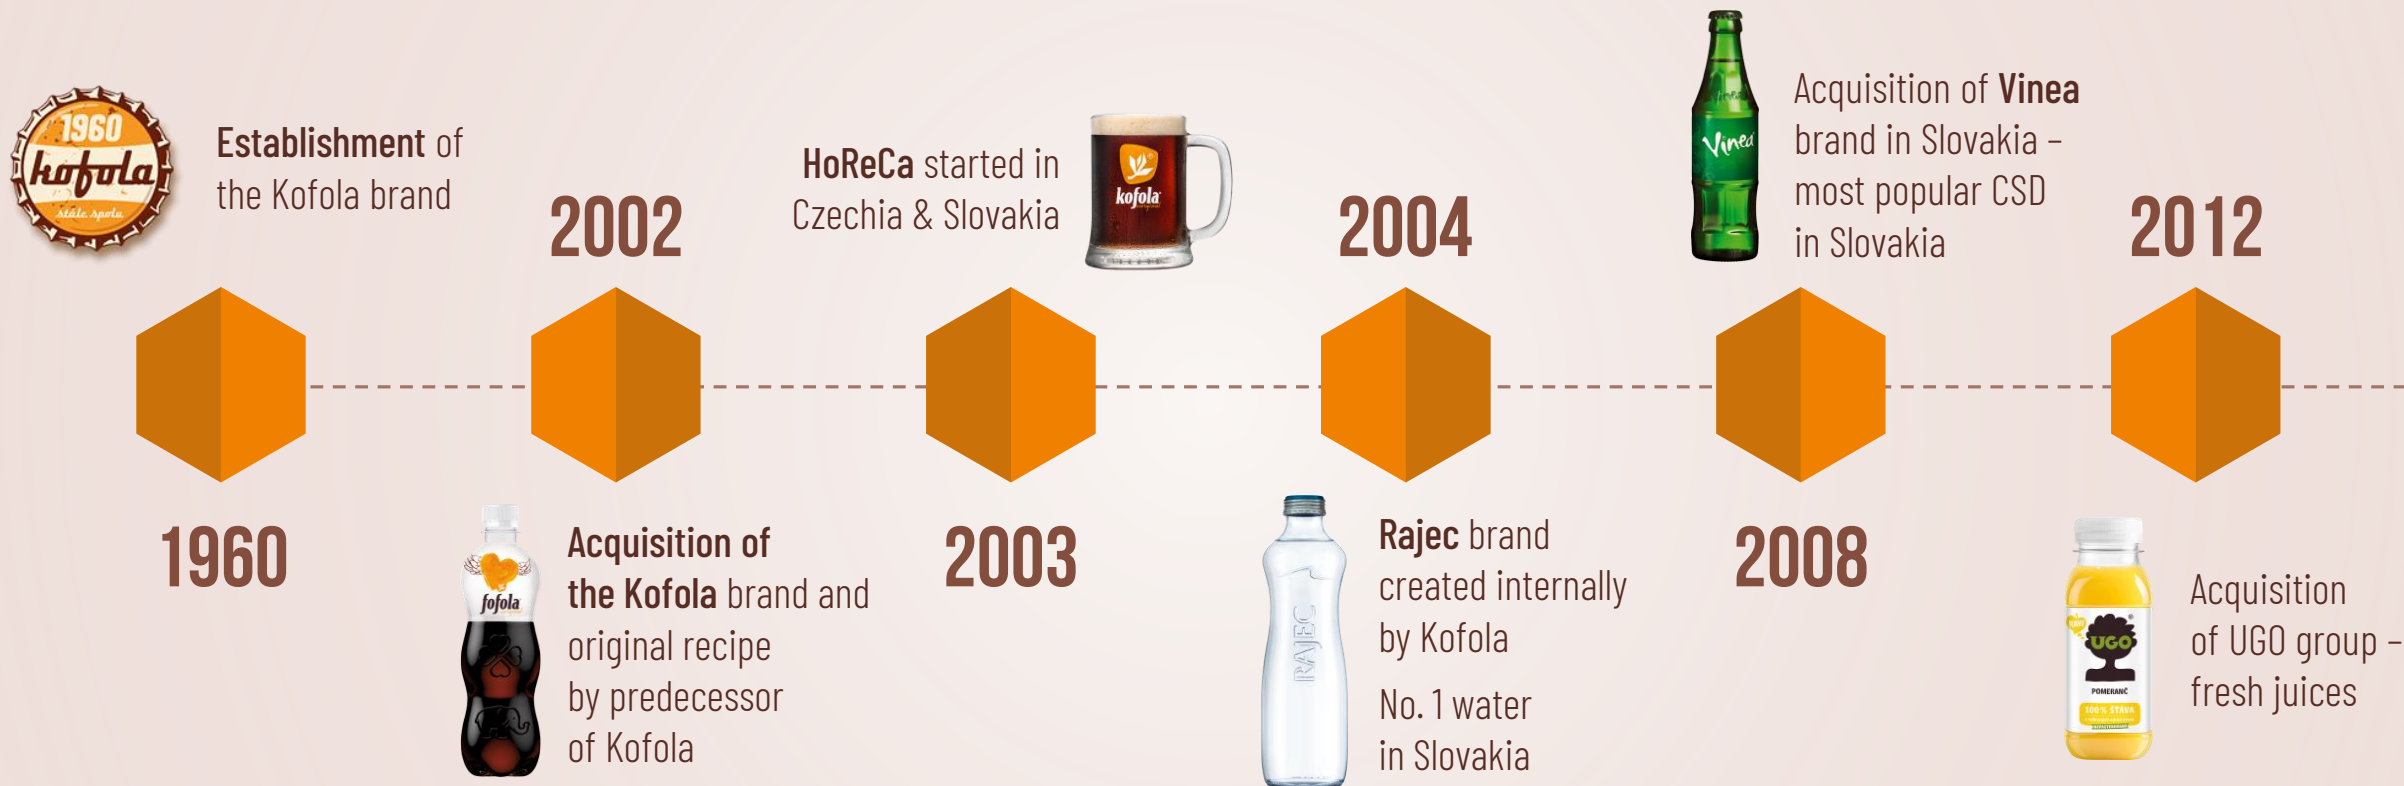 1960
kofola
stále spolu
Establishment of
the Kofola brand
1960
2002
fofola
Acquisition of
the Kofola brand and
original recipe
by predecessor
of Kofola
HoReCa started in
Czechia & Slovakia
kofola
2003
2004
RAJEC
Rajec brand
created internally
by Kofola
No. 1 water
in Slovakia
Vinea
Acquisition of Vinea
brand in Slovakia –
most popular CSD
in Slovakia
2008
2012
UGO
POMERANČ
100% ŠŤÁVA
Acquisition
of UGO group –
fresh juices